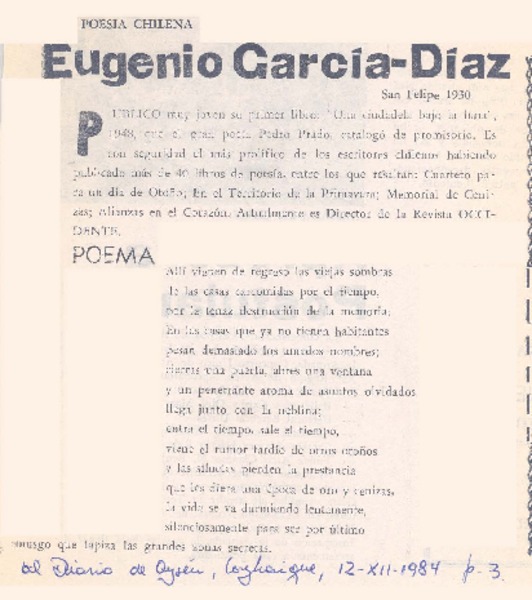 POESIA CHILENA
Eugenio García-Díaz
San Felipe 1930
PUBLICO muy joven su primer libro: "Una ciudadela bajo la lluvia",
1948, que el gran poeta Pedro Prado, catalogó de promisorio. Es
con seguridad el más prolífico de los escritores chilenos habiendo
publicado más de 40 libros de poesía, entre los que resaltan: Cuarteto pa-
ra un día de Otoño; En el Territorio de la Primavera; Memorial de Ceni-
zas; Alianzas en el Corazón. Actualmente es Director de la Revista OCCI-
DENTE.
POEMA
Allí vienen de regreso las viejas sombras
de las casas carcomidas por el tiempo,
por la tenaz destrucción de la memoria;
En las casas que ya no tienen habitantes
pesan demasiado los unidos nombres;
cierras una puerta, abres una ventana
y un penetrante aroma de asuntos olvidados
llega junto con la neblina;
entra el tiempo, sale el tiempo,
viene el rumor tardío de otros otoños
y las siluetas pierden la prestancia
que les diera una época de oro y cenizas,
la vida se va durmiendo lentamente,
silenciosamente para ser por último
musgo que tapiza las grandes zonas secretas.
El Diario de Aysén, Coyhaique, 12-XII-1984 p. 3